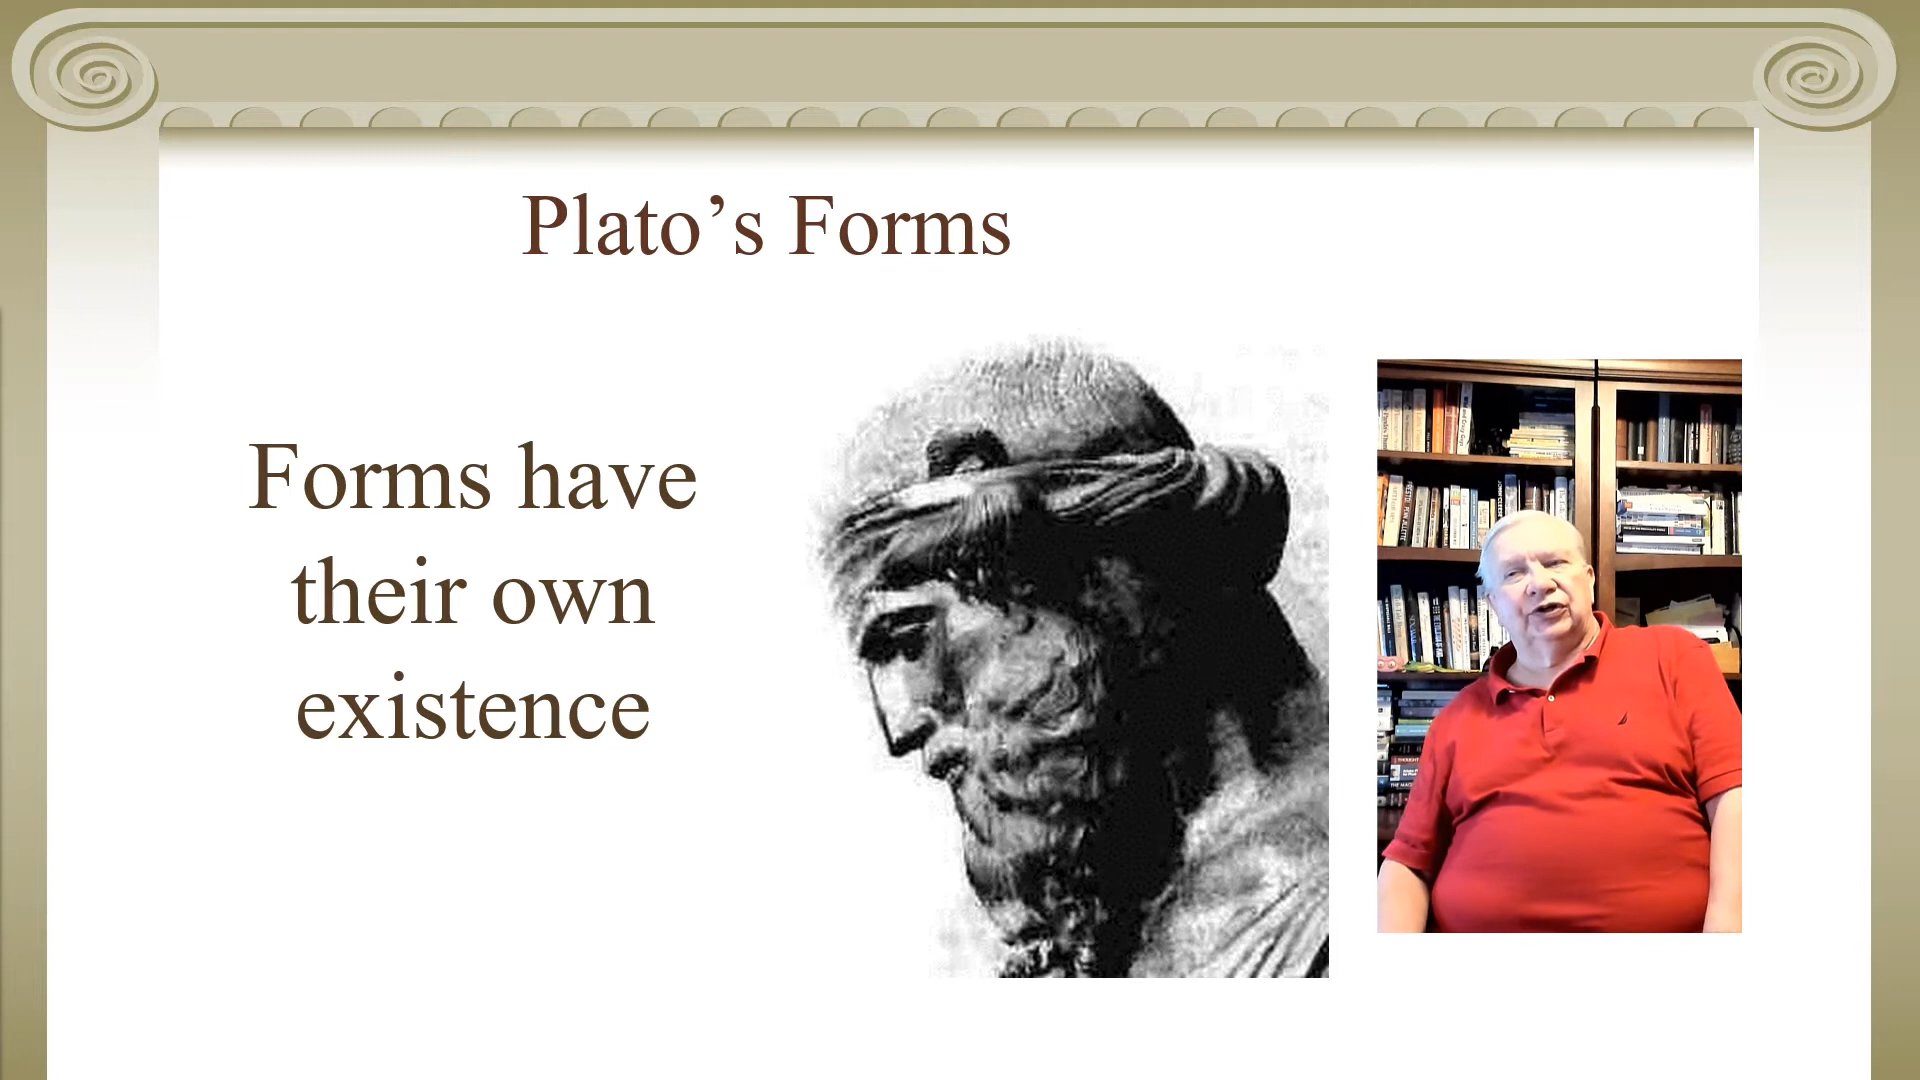 Plato’s Forms
Forms have
their own
existence